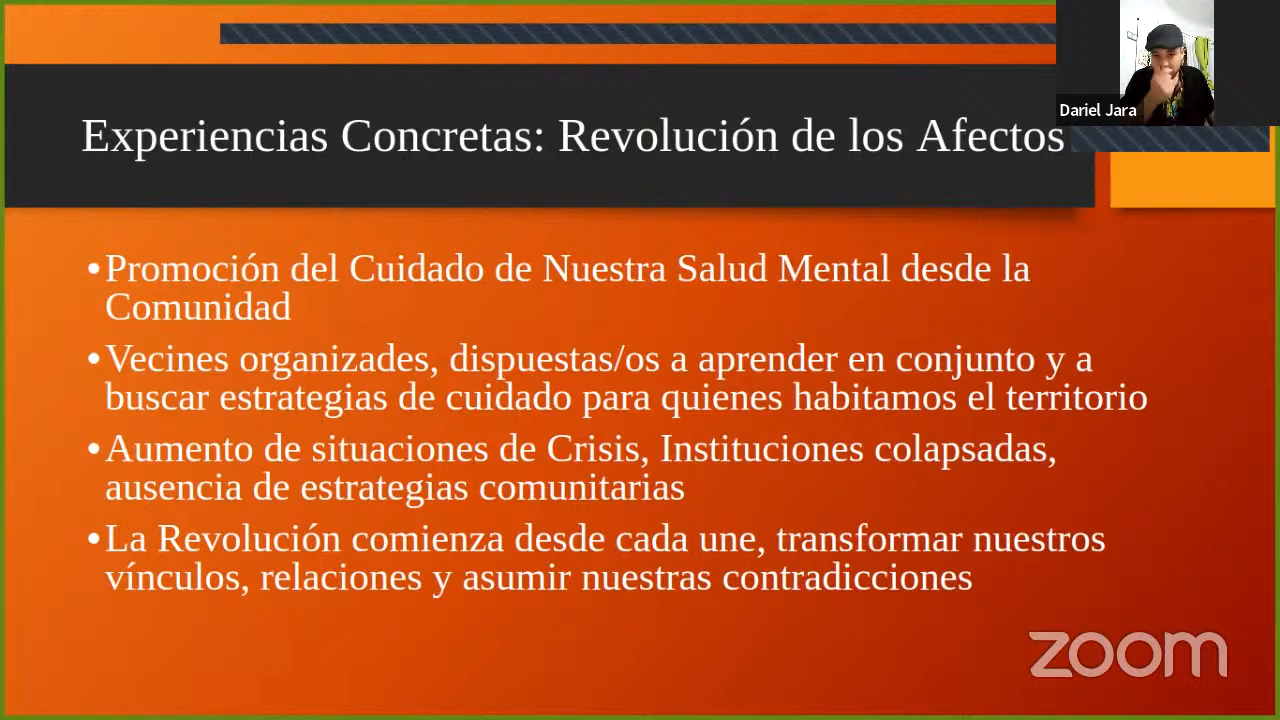 Dariel Jara
Experiencias Concretas: Revolución de los Afectos
•Promoción del Cuidado de Nuestra Salud Mental desde la
Comunidad
•Vecines organizades, dispuestas/os a aprender en conjunto y a
buscar estrategias de cuidado para quienes habitamos el territorio
•Aumento de situaciones de Crisis, Instituciones colapsadas,
ausencia de estrategias comunitarias
•La Revolución comienza desde cada une, transformar nuestros
vínculos, relaciones y asumir nuestras contradicciones
zoom